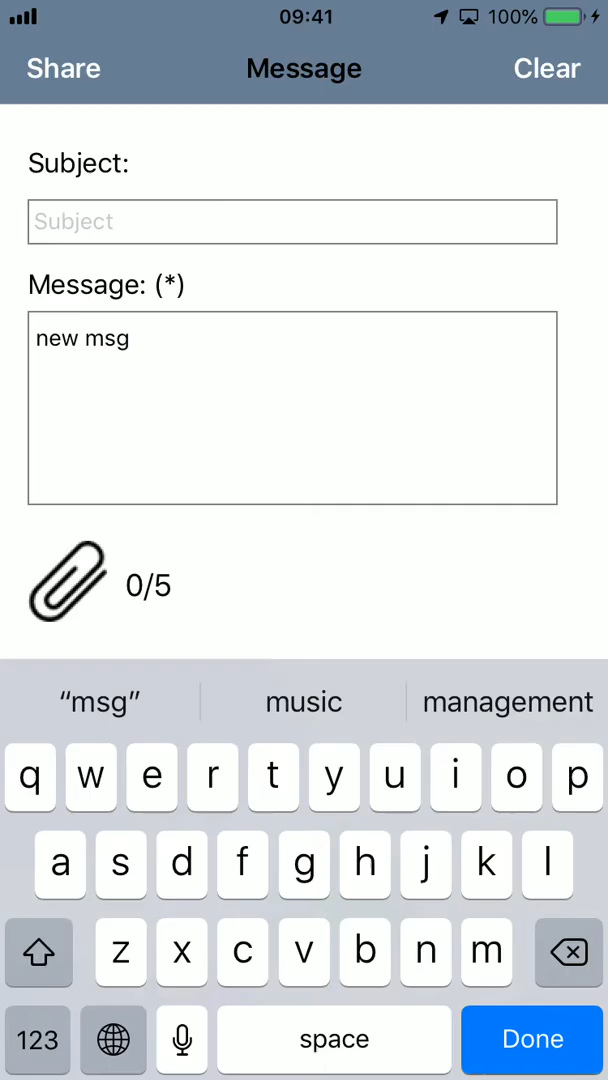 09:41 100%
Share Message Clear
Subject:
Subject
Message: (*)
new msg
0/5
“msg” music management
q w e r t y u i o p
a s d f g h j k l
z x c v b n m
123 space Done